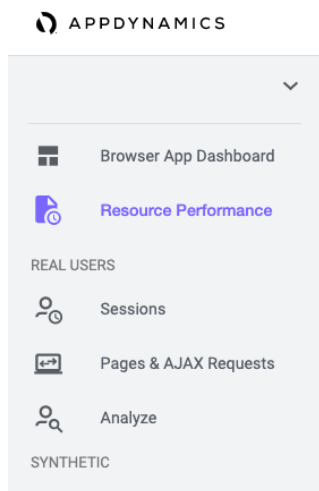 APPDYNAMICS
Browser App Dashboard
Resource Performance
REAL USERS
Sessions
Pages & AJAX Requests
Analyze
SYNTHETIC